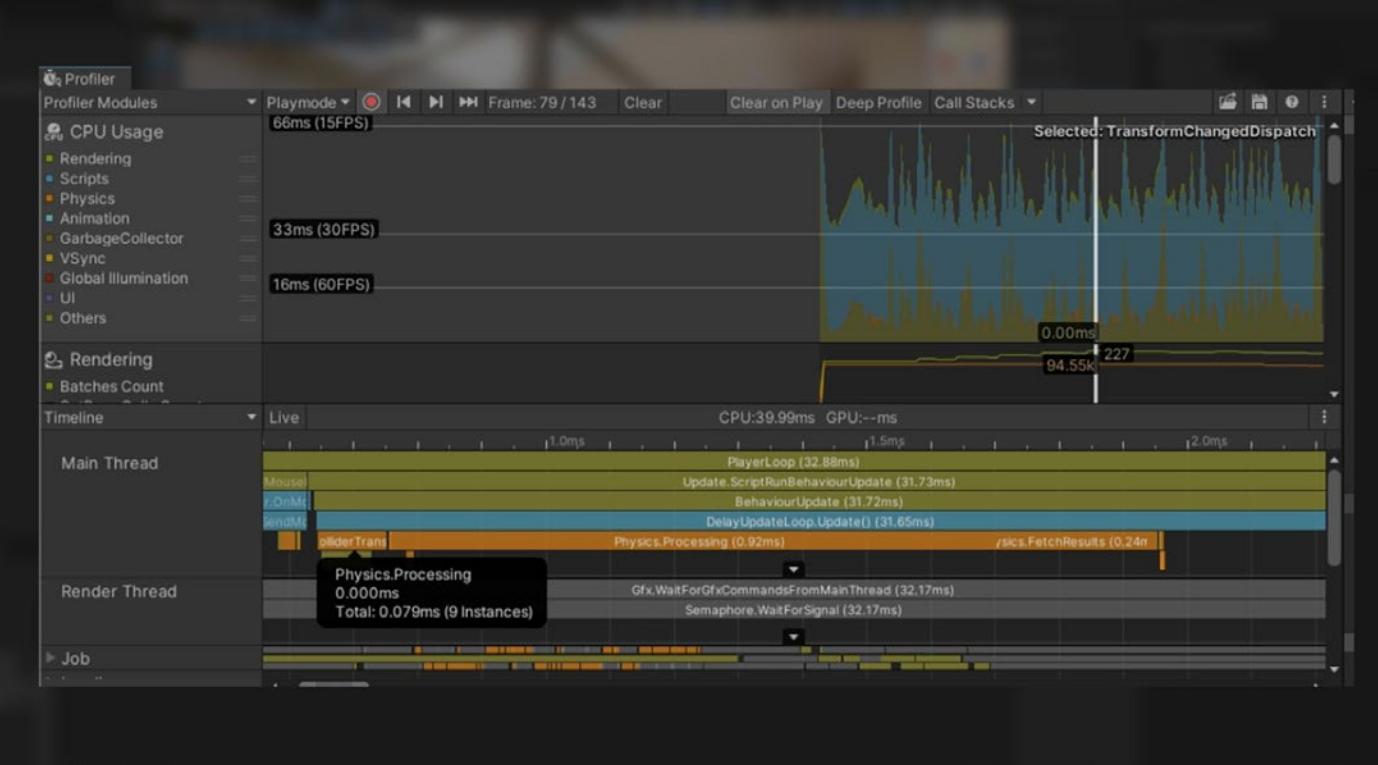 Profiler
Profiler Modules
Playmode
Frame: 79 / 143
Clear
Clear on Play
Deep Profile
Call Stacks
CPU Usage
Rendering
Scripts
Physics
Animation
GarbageCollector
VSync
Global Illumination
UI
Others
66ms (15FPS)
33ms (30FPS)
16ms (60FPS)
Selected: TransformChangedDispatch
0.00ms
227
94.55k
Rendering
Batches Count
Timeline
Live
CPU:39.99ms GPU:--ms
1.0ms
1.5ms
2.0ms
Main Thread
PlayerLoop (32.88ms)
Mousel
Update.ScriptRunBehaviourUpdate (31.73ms)
r.OnMo
BehaviourUpdate (31.72ms)
SendMo
DelayUpdateLoop.Update() (31.65ms)
olliderTrans
Physics.Processing (0.92ms)
sics.FetchResults (0.24m
Physics.Processing
0.000ms
Total: 0.079ms (9 Instances)
Render Thread
Gfx.WaitForGfxCommandsFromMainThread (32.17ms)
Semaphore.WaitForSignal (32.17ms)
Job